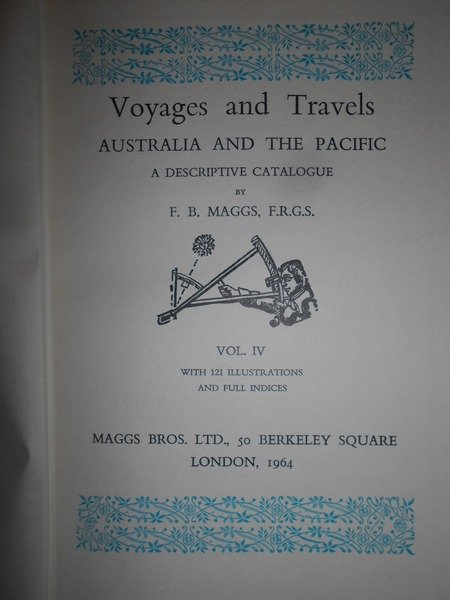 Voyages and Travels
AUSTRALIA AND THE PACIFIC
A DESCRIPTIVE CATALOGUE
BY
F. B. MAGGS, F.R.G.S.
VOL. IV
WITH 121 ILLUSTRATIONS
AND FULL INDICES
MAGGS BROS. LTD., 50 BERKELEY SQUARE
LONDON, 1964